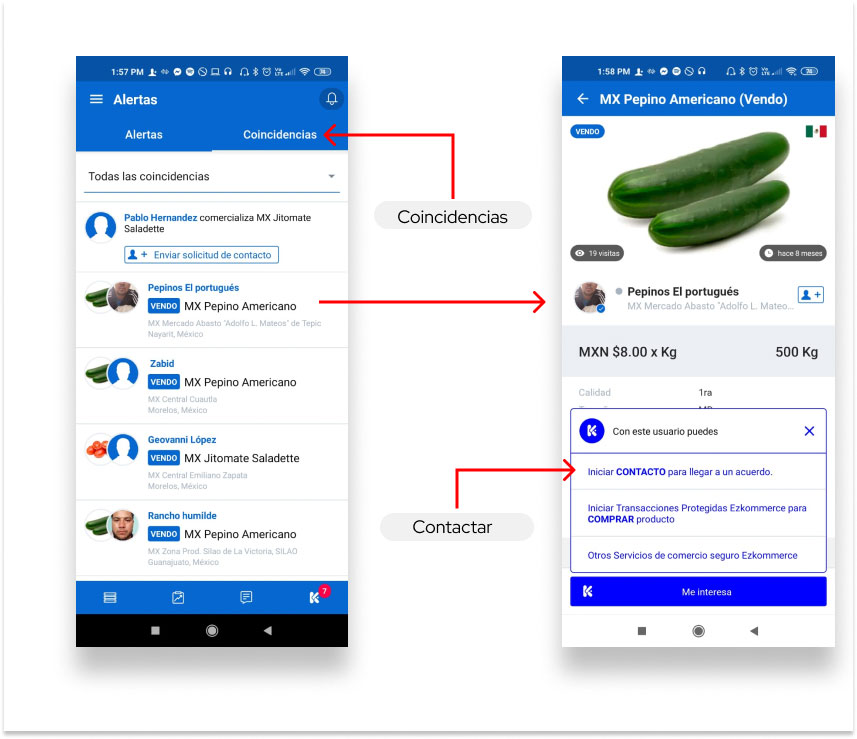 1:57 PM
Alertas
Alertas
Coincidencias
Todas las coincidencias
Pablo Hernandez comercializa MX Jitomate
Saladette
Enviar solicitud de contacto
Pepinos El portugués
VENDO MX Pepino Americano
MX Mercado Abasto "Adolfo L. Mateos" de Tepic
Nayarit, México
Zabid
VENDO MX Pepino Americano
MX Central Cuautla
Morelos, México
Geovanni López
VENDO MX Jitomate Saladette
MX Central Emiliano Zapata
Morelos, México
Rancho humilde
VENDO MX Pepino Americano
MX Zona Prod. Silao de La Victoria, SILAO
Guanajuato, México
7
Coincidencias
Contactar
1:58 PM
MX Pepino Americano (Vendo)
VENDO
19 visitas
hace 8 meses
Pepinos El portugués
MX Mercado Abasto "Adolfo L. Mateo...
MXN $8.00 x Kg
500 Kg
Calidad
1ra
Con este usuario puedes
Iniciar CONTACTO para llegar a un acuerdo.
Iniciar Transacciones Protegidas Ezkommerce para
COMPRAR producto
Otros Servicios de comercio seguro Ezkommerce
Me interesa